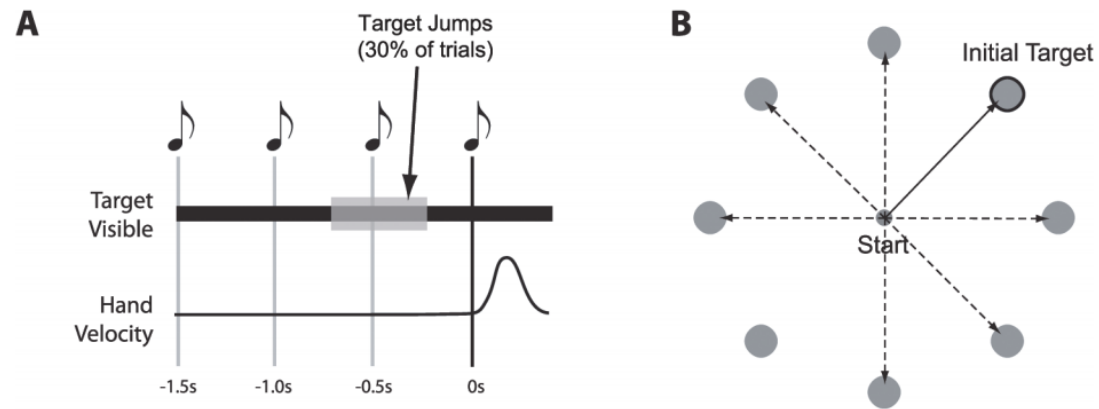 A
Target Jumps
(30% of trials)
Target
Visible
Hand
Velocity
-1.5s
-1.0s
-0.5s
0s
B
Initial Target
Start